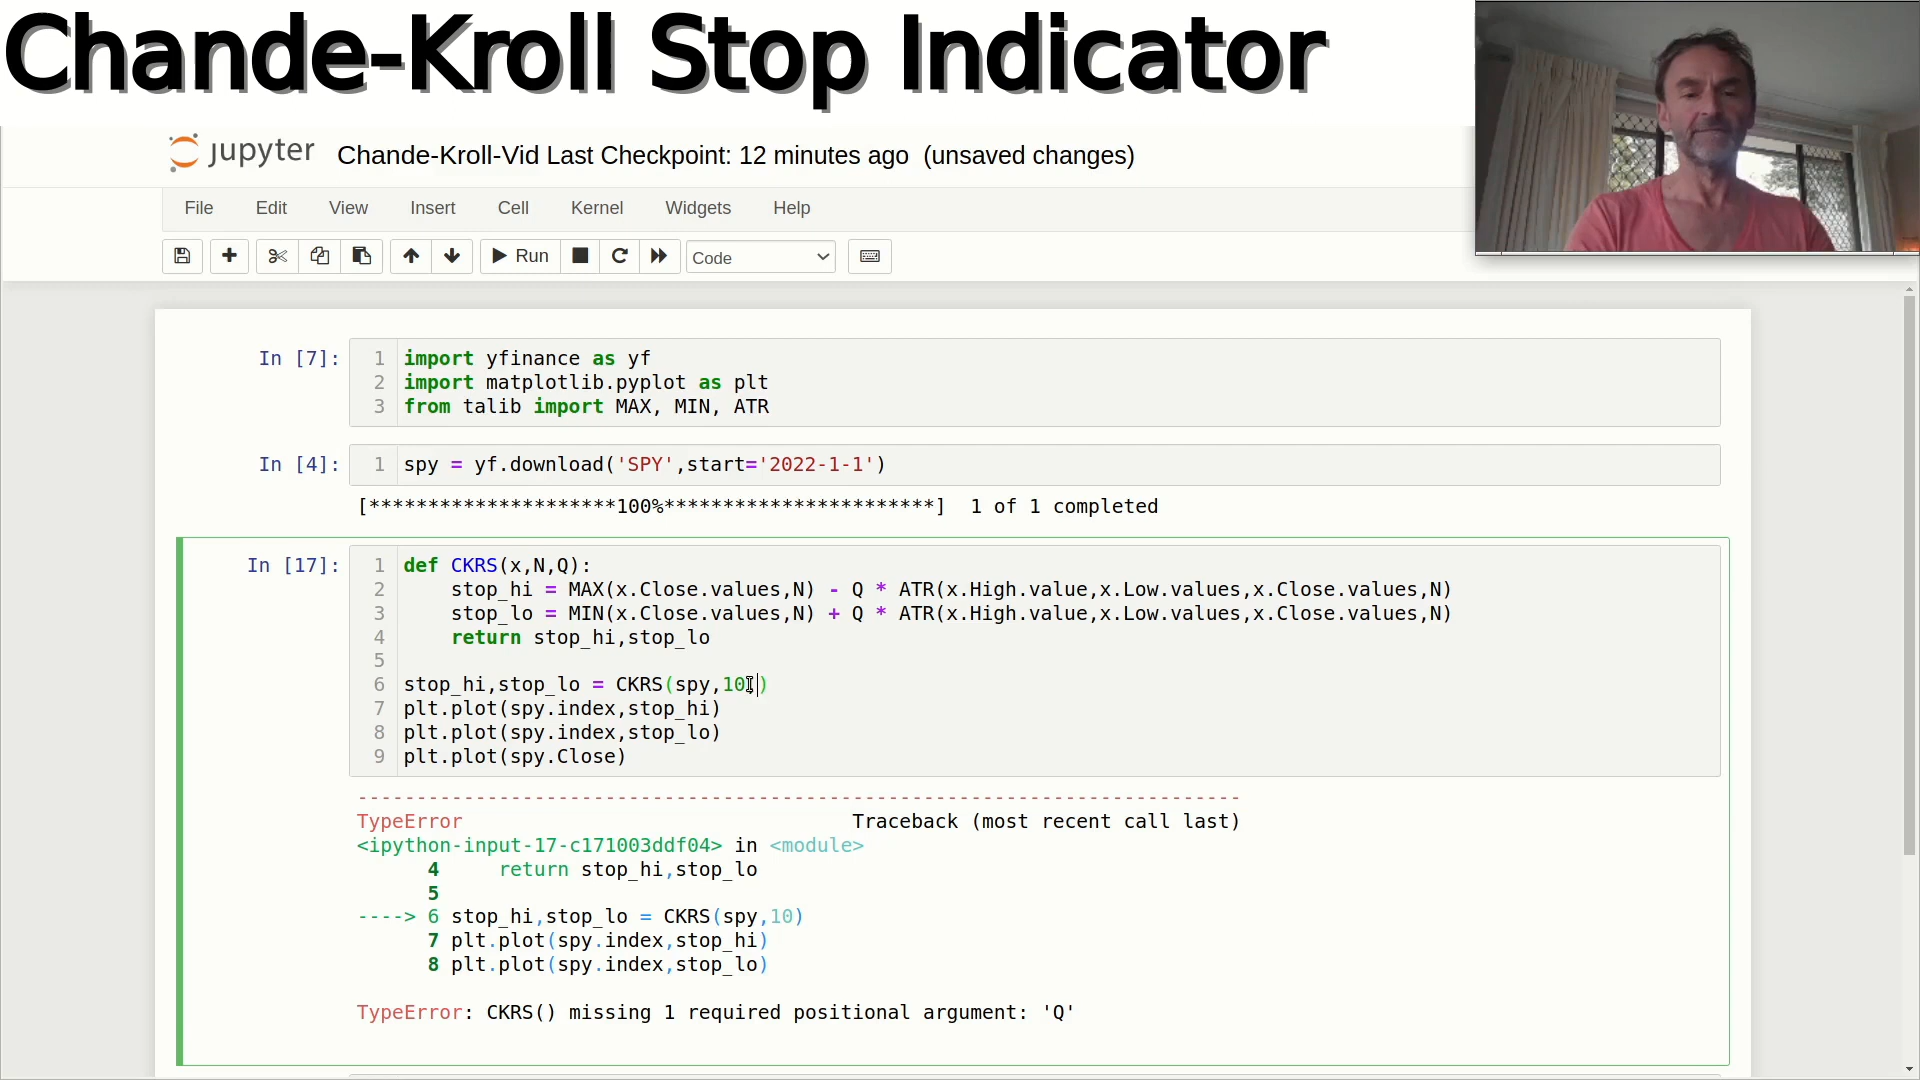 Chande-Kroll Stop Indicator
jupyter Chande-Kroll-Vid Last Checkpoint: 12 minutes ago (unsaved changes)
File Edit View Insert Cell Kernel Widgets Help
Run Code
In [7]:
1 import yfinance as yf
2 import matplotlib.pyplot as plt
3 from talib import MAX, MIN, ATR
In [4]:
1 spy = yf.download('SPY',start='2022-1-1')
[*********************100%***********************] 1 of 1 completed
In [17]:
1 def CKRS(x,N,Q):
2 stop_hi = MAX(x.Close.values,N) - Q * ATR(x.High.value,x.Low.values,x.Close.values,N)
3 stop_lo = MIN(x.Close.values,N) + Q * ATR(x.High.value,x.Low.values,x.Close.values,N)
4 return stop_hi,stop_lo
5
6 stop_hi,stop_lo = CKRS(spy,10,)
7 plt.plot(spy.index,stop_hi)
8 plt.plot(spy.index,stop_lo)
9 plt.plot(spy.Close)
---------------------------------------------------------------------------
TypeError Traceback (most recent call last)
<ipython-input-17-c171003ddf04> in <module>
4 return stop_hi,stop_lo
5
----> 6 stop_hi,stop_lo = CKRS(spy,10)
7 plt.plot(spy.index,stop_hi)
8 plt.plot(spy.index,stop_lo)
TypeError: CKRS() missing 1 required positional argument: 'Q'